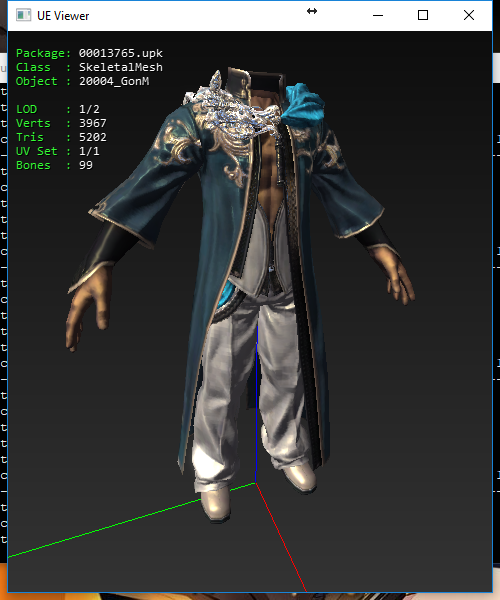 UE Viewer
Package: 00013765.upk
Class : SkeletalMesh
Object : 20004_GonM
LOD : 1/2
Verts : 3967
Tris : 5202
UV Set : 1/1
Bones : 99